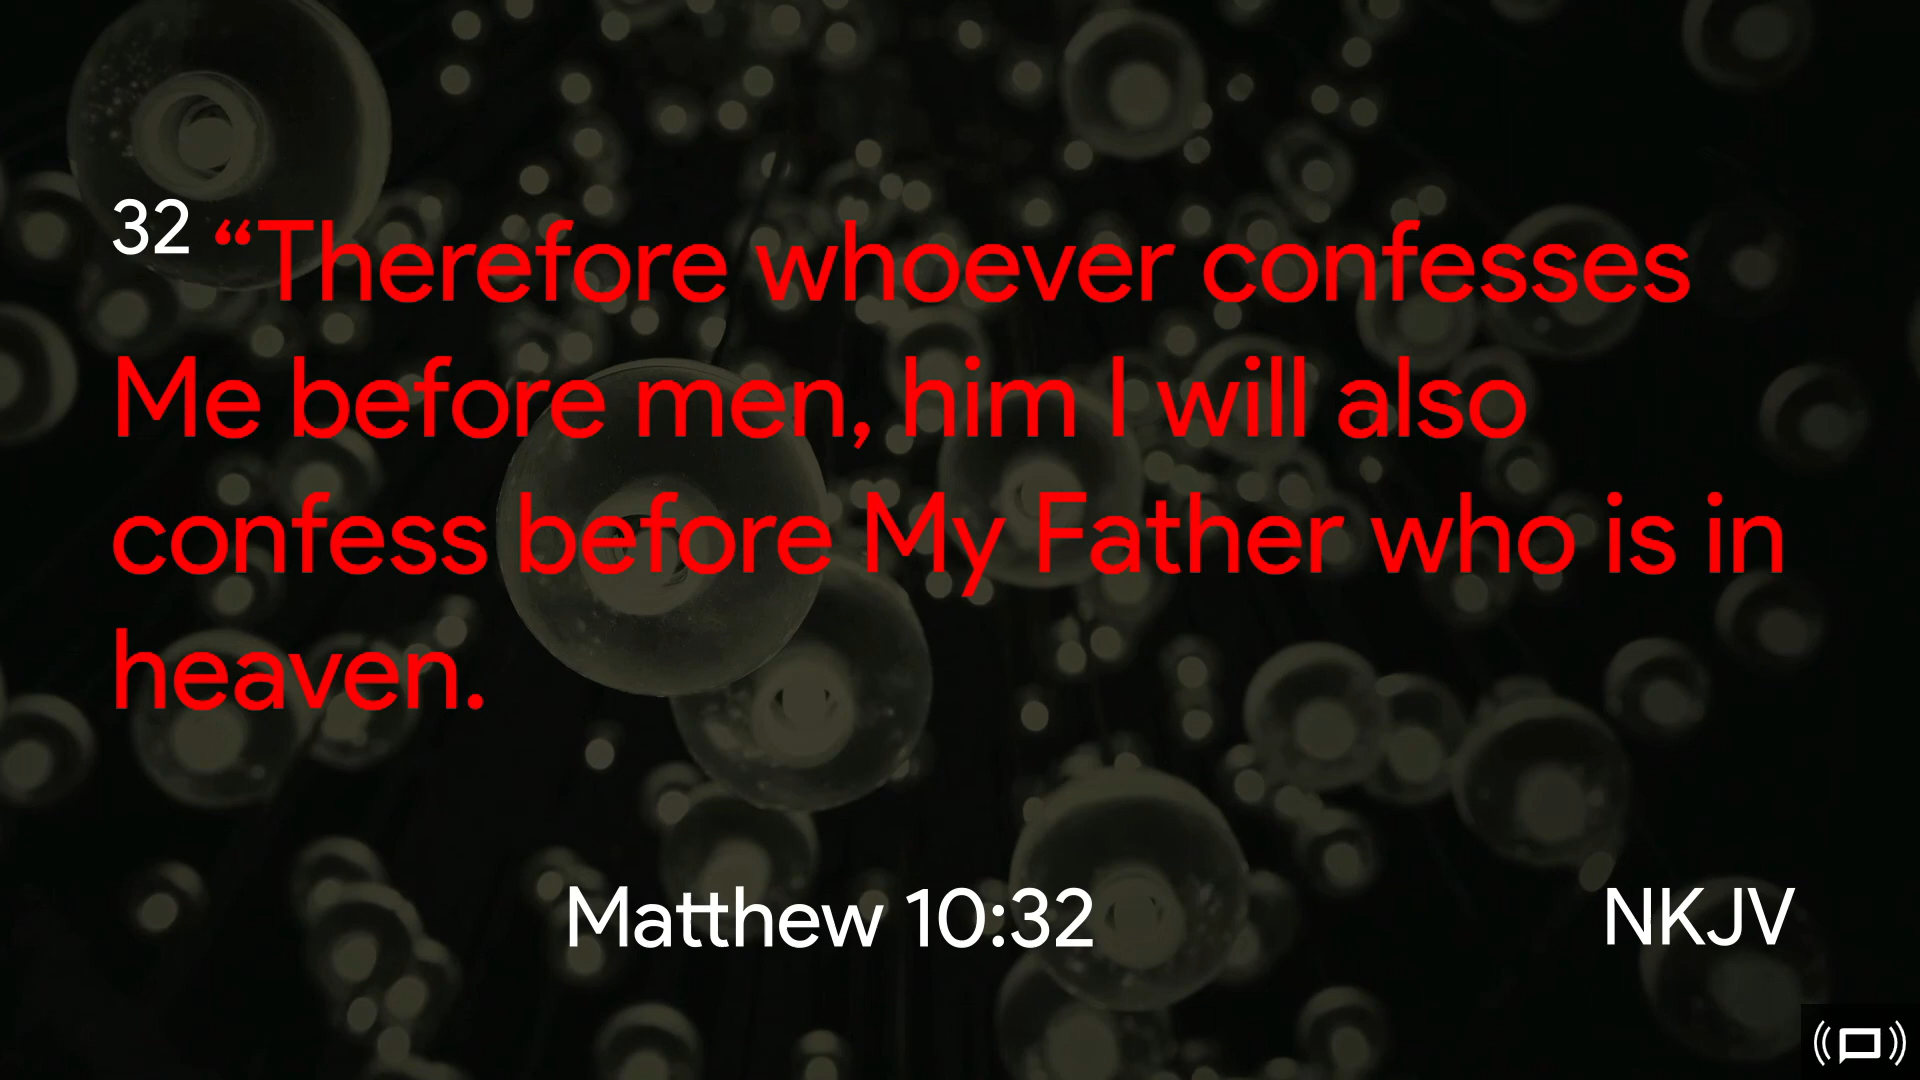 32 “Therefore whoever confesses
Me before men, him I will also
confess before My Father who is in
heaven.
Matthew 10:32
NKJV